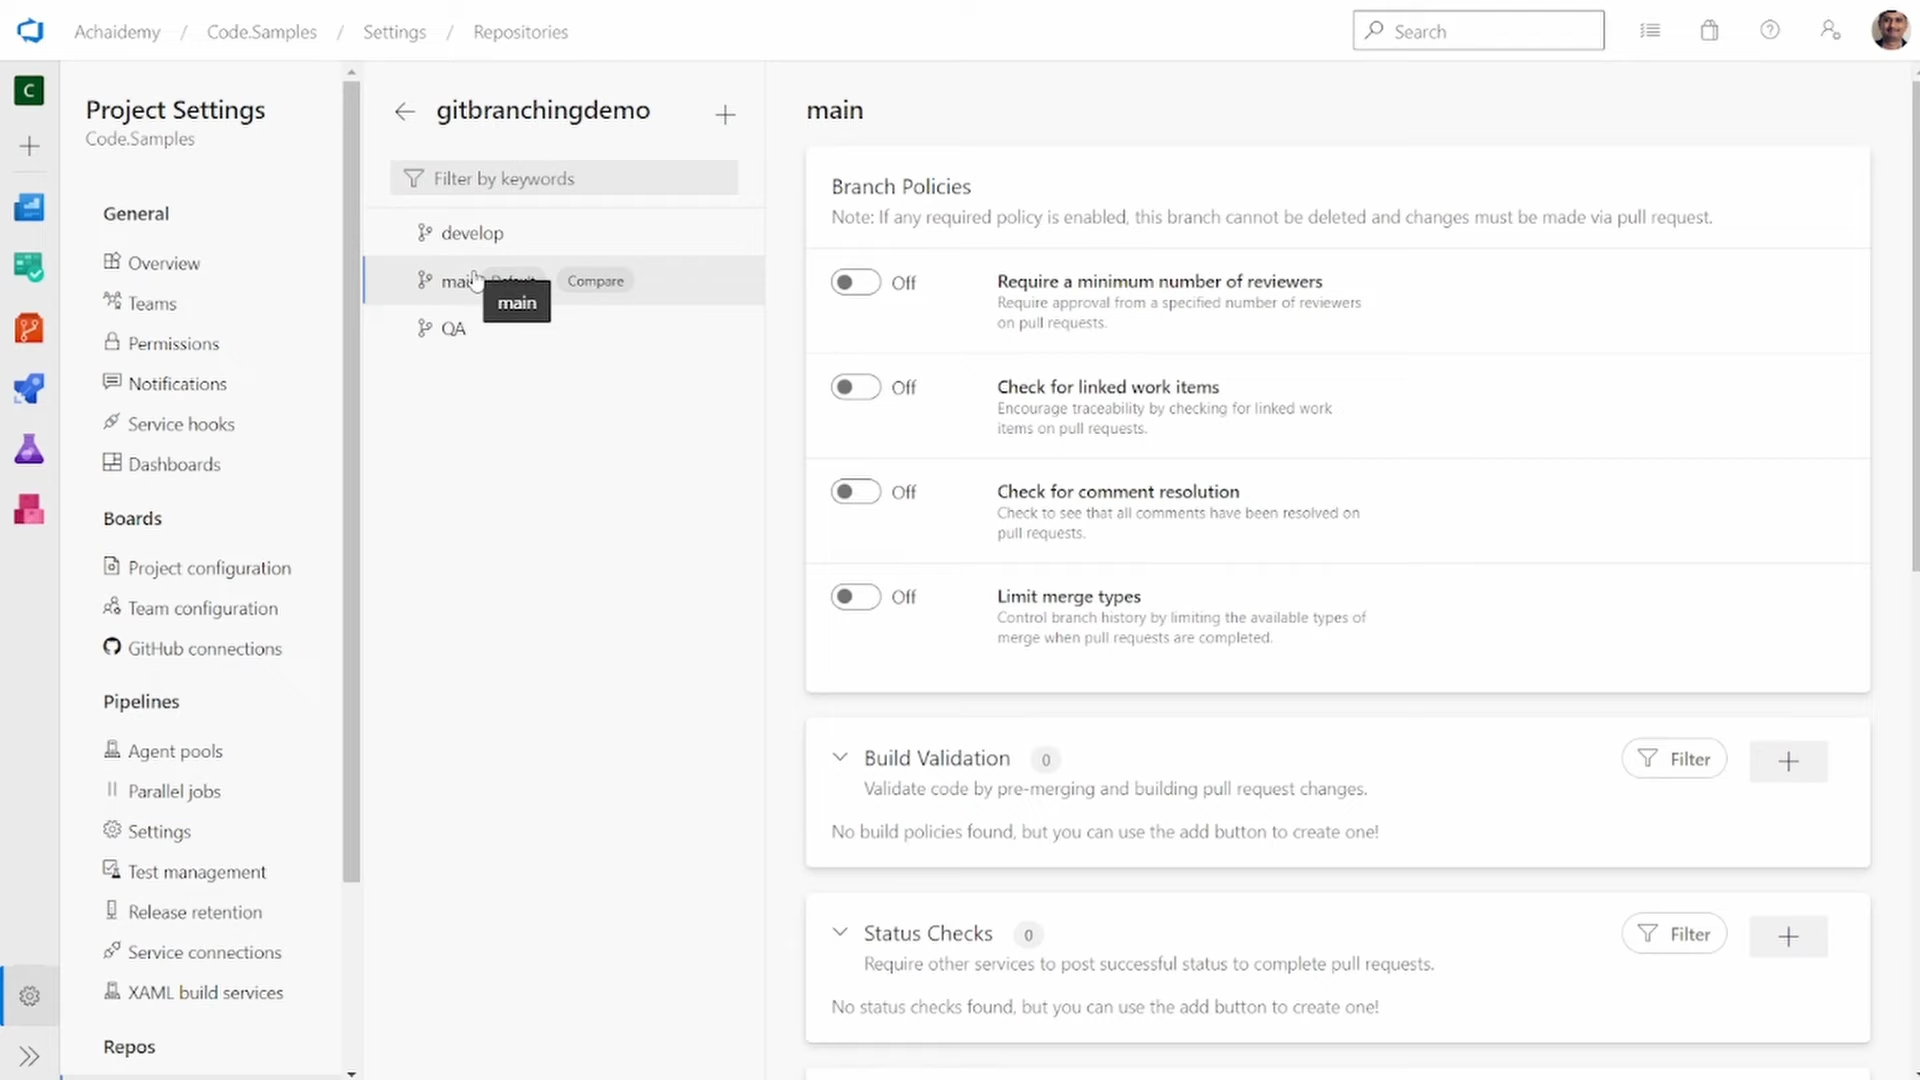 Achaidemy / Code.Samples / Settings / Repositories
Search
C
Project Settings
Code.Samples
General
Overview
Teams
Permissions
Notifications
Service hooks
Dashboards
Boards
Project configuration
Team configuration
GitHub connections
Pipelines
Agent pools
Parallel jobs
Settings
Test management
Release retention
Service connections
XAML build services
Repos
gitbranchingdemo
Filter by keywords
develop
main Default Compare
main
QA
main
Branch Policies
Note: If any required policy is enabled, this branch cannot be deleted and changes must be made via pull request.
Off
Require a minimum number of reviewers
Require approval from a specified number of reviewers
on pull requests.
Off
Check for linked work items
Encourage traceability by checking for linked work
items on pull requests.
Off
Check for comment resolution
Check to see that all comments have been resolved on
pull requests.
Off
Limit merge types
Control branch history by limiting the available types of
merge when pull requests are completed.
Build Validation 0
Filter
Validate code by pre-merging and building pull request changes.
No build policies found, but you can use the add button to create one!
Status Checks 0
Filter
Require other services to post successful status to complete pull requests.
No status checks found, but you can use the add button to create one!